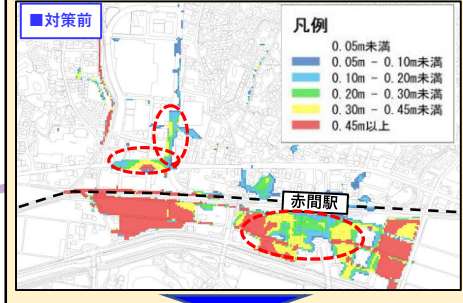 ■対策前
凡例
0.05m未満
0.05m - 0.10m未満
0.10m - 0.20m未満
0.20m - 0.30m未満
0.30m - 0.45m未満
0.45m以上
赤間駅